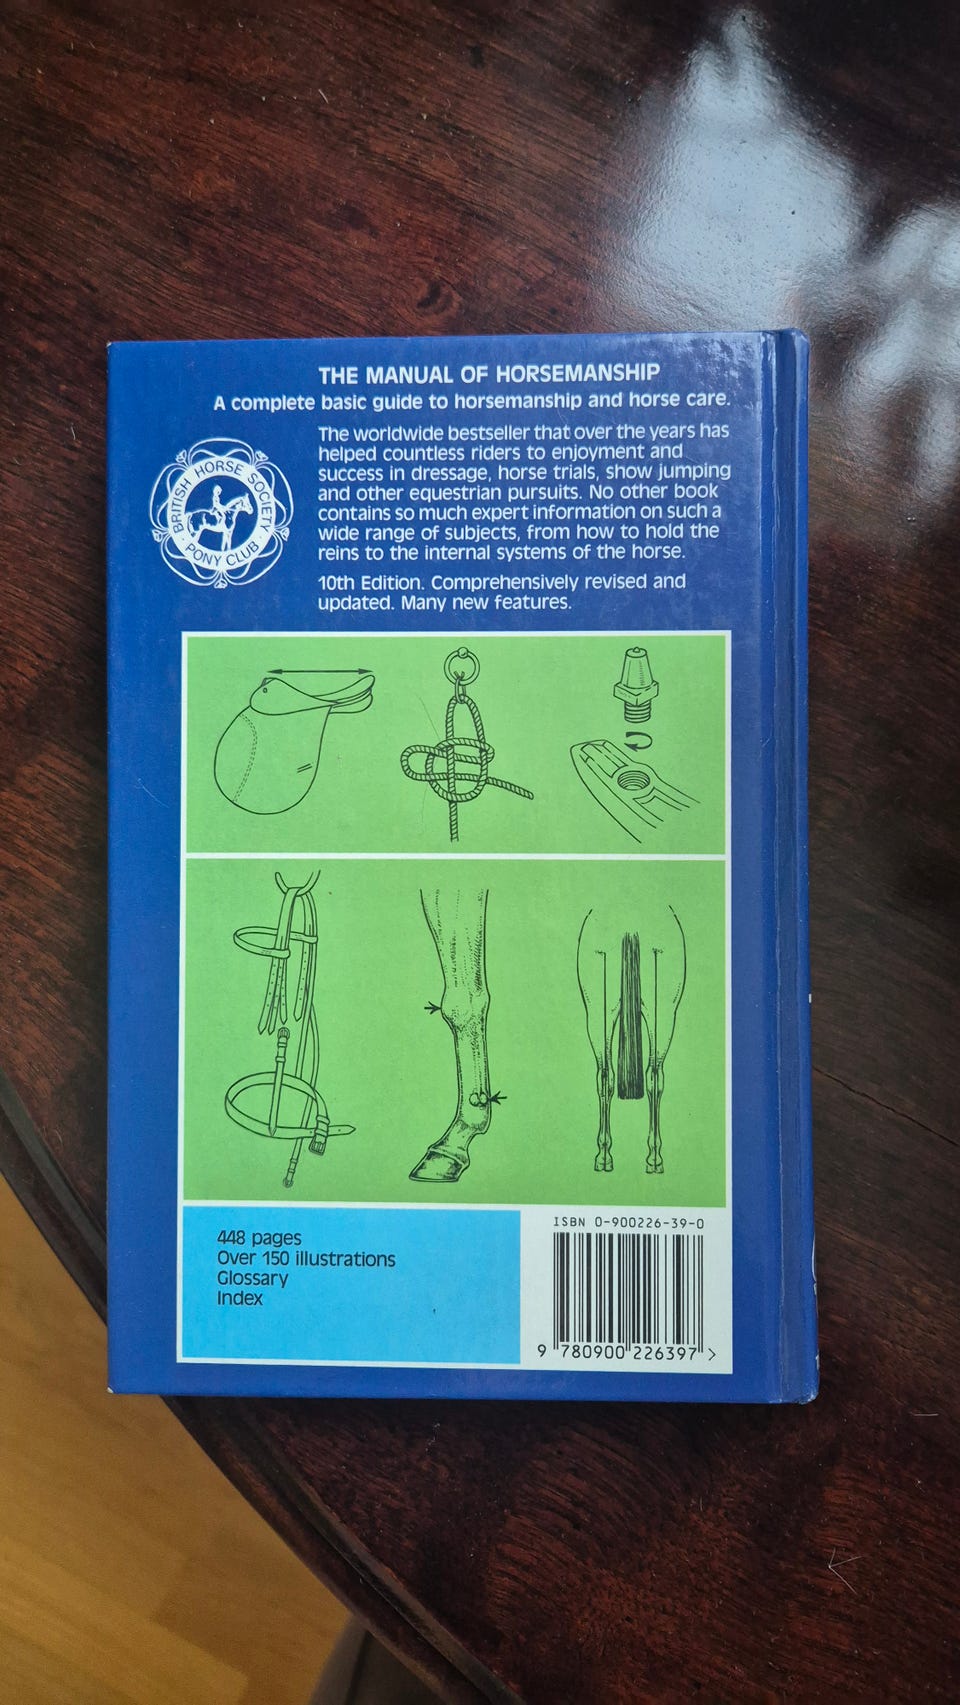 THE MANUAL OF HORSEMANSHIP
A complete basic guide to horsemanship and horse care.
The worldwide bestseller that over the years has
helped countless riders to enjoyment and
success in dressage, horse trials, show jumping
and other equestrian pursuits. No other book
contains so much expert information on such a
wide range of subjects, from how to hold the
reins to the internal systems of the horse.
10th Edition. Comprehensively revised and
updated. Many new features.
BRITISH HORSE SOCIETY
· PONY CLUB ·
448 pages
Over 150 illustrations
Glossary
Index
ISBN 0-900226-39-0
9 780900 226397 >